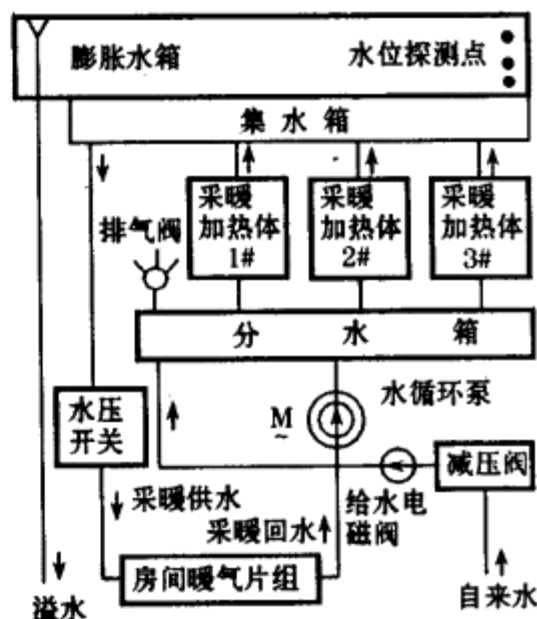 膨胀水箱
水位探测点
集水箱
采暖
加热体
1#
采暖
加热体
2#
采暖
加热体
3#
排气阀
分水箱
水压
开关
M
~
水循环泵
减压阀
采暖供水
给水电
磁阀
采暖回水
房间暖气片组
溢水
自来水